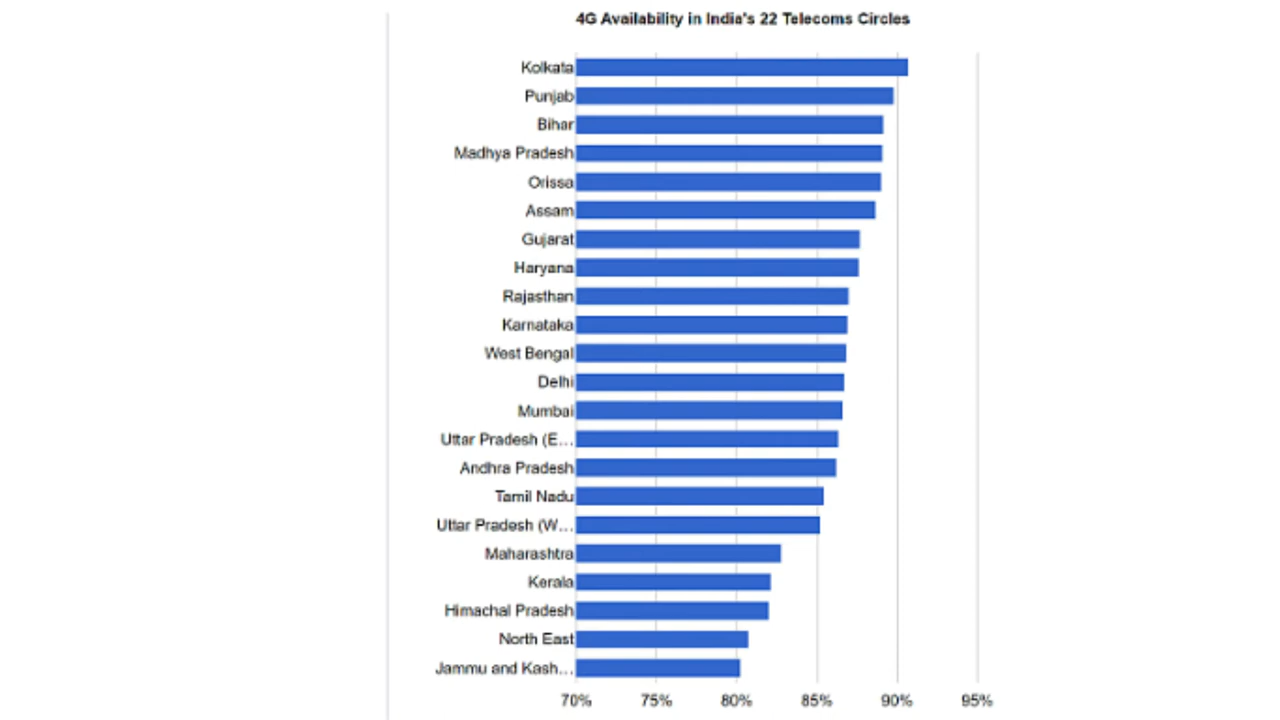 4G Availability in India's 22 Telecoms Circles
Kolkata
Punjab
Bihar
Madhya Pradesh
Orissa
Assam
Gujarat
Haryana
Rajasthan
Karnataka
West Bengal
Delhi
Mumbai
Uttar Pradesh (E...
Andhra Pradesh
Tamil Nadu
Uttar Pradesh (W...
Maharashtra
Kerala
Himachal Pradesh
North East
Jammu and Kash...
70% 75% 80% 85% 90% 95%